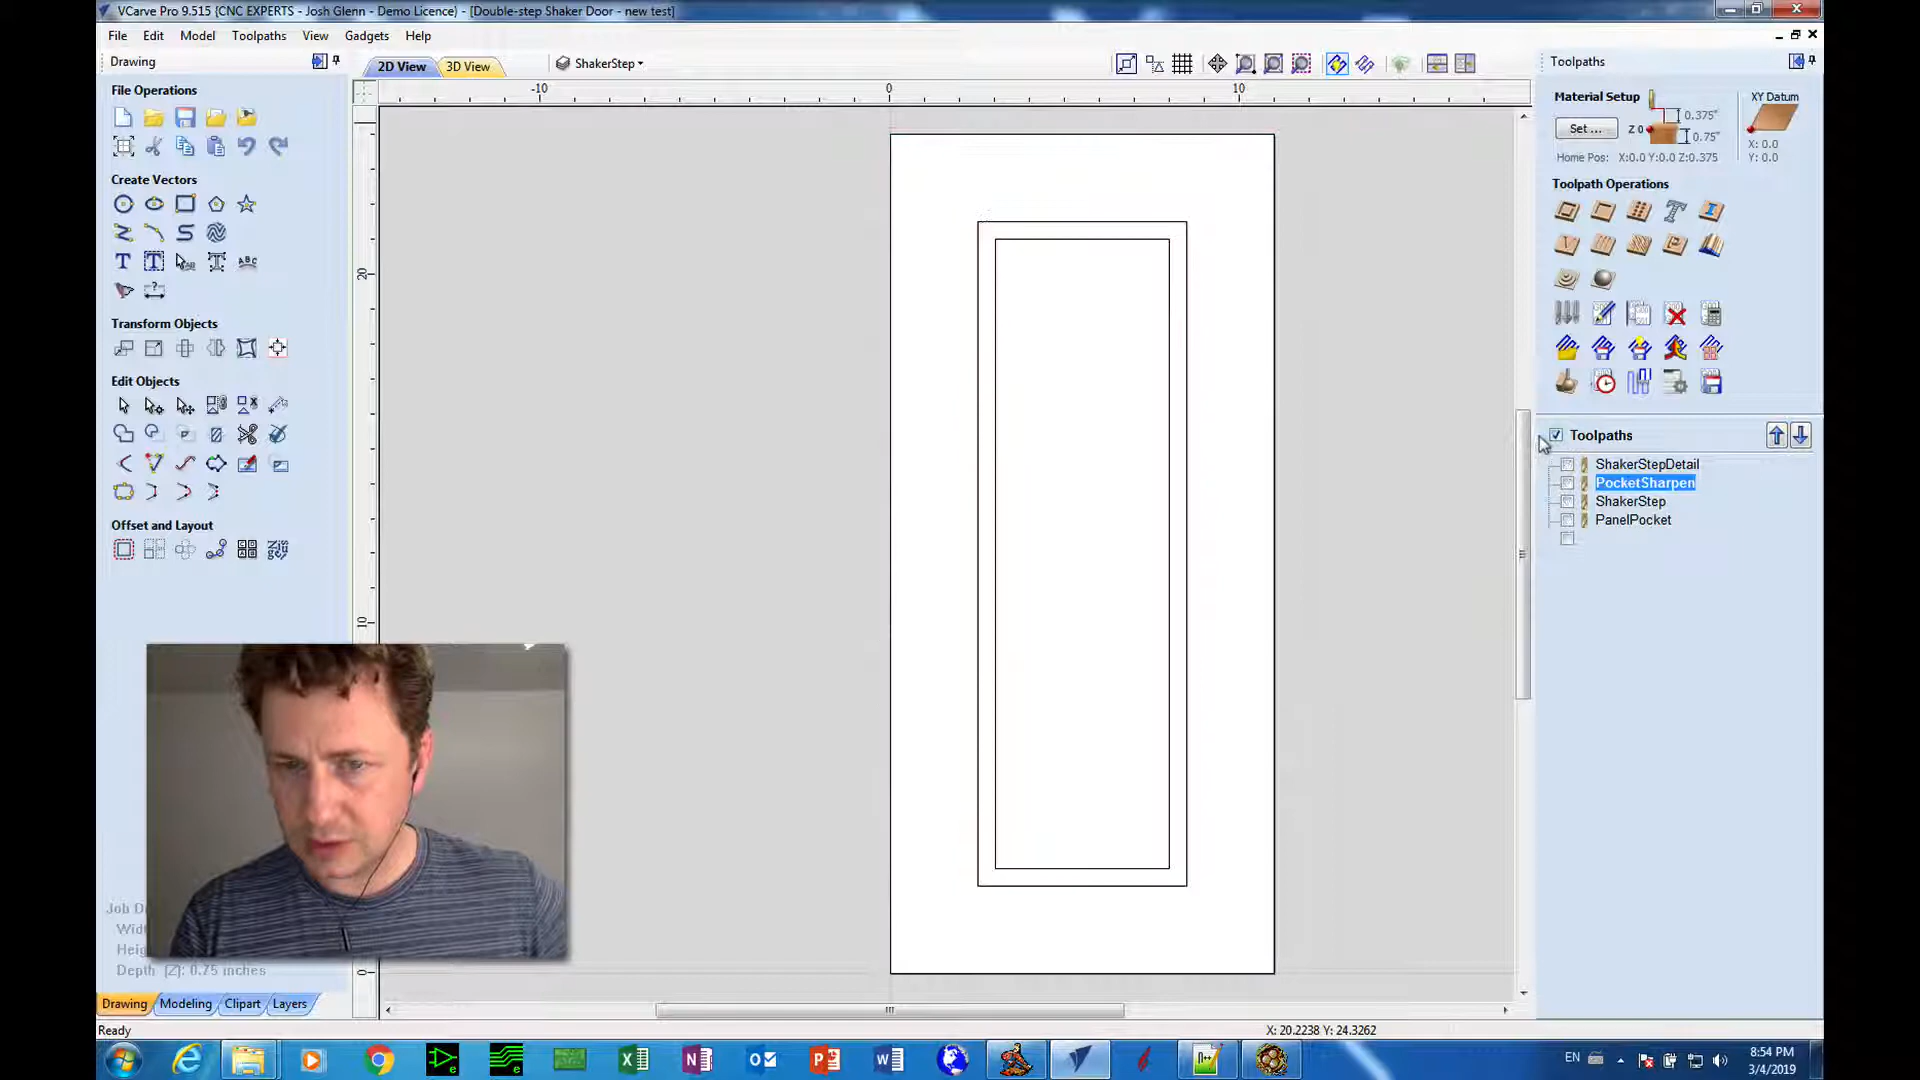 VCarve Pro 9.515 {CNC EXPERTS - Josh Glenn - Demo Licence} - [Double-step Shaker Door - new test]
File Edit Model Toolpaths View Gadgets Help
Drawing
2D View 3D View
ShakerStep
Toolpaths
File Operations
Create Vectors
Transform Objects
Edit Objects
Offset and Layout
-10 0 10
20
10
0
Material Setup
Set ...
Z 0
0.375"
0.75"
Home Pos: X:0.0 Y:0.0 Z:0.375
XY Datum
X: 0.0
Y: 0.0
Toolpath Operations
Toolpaths
ShakerStepDetail
PocketSharpen
ShakerStep
PanelPocket
Depth (Z): 0.75 inches
Drawing Modeling Clipart Layers
Ready
X: 20.2238 Y: 24.3262
EN
8:54 PM
3/4/2019